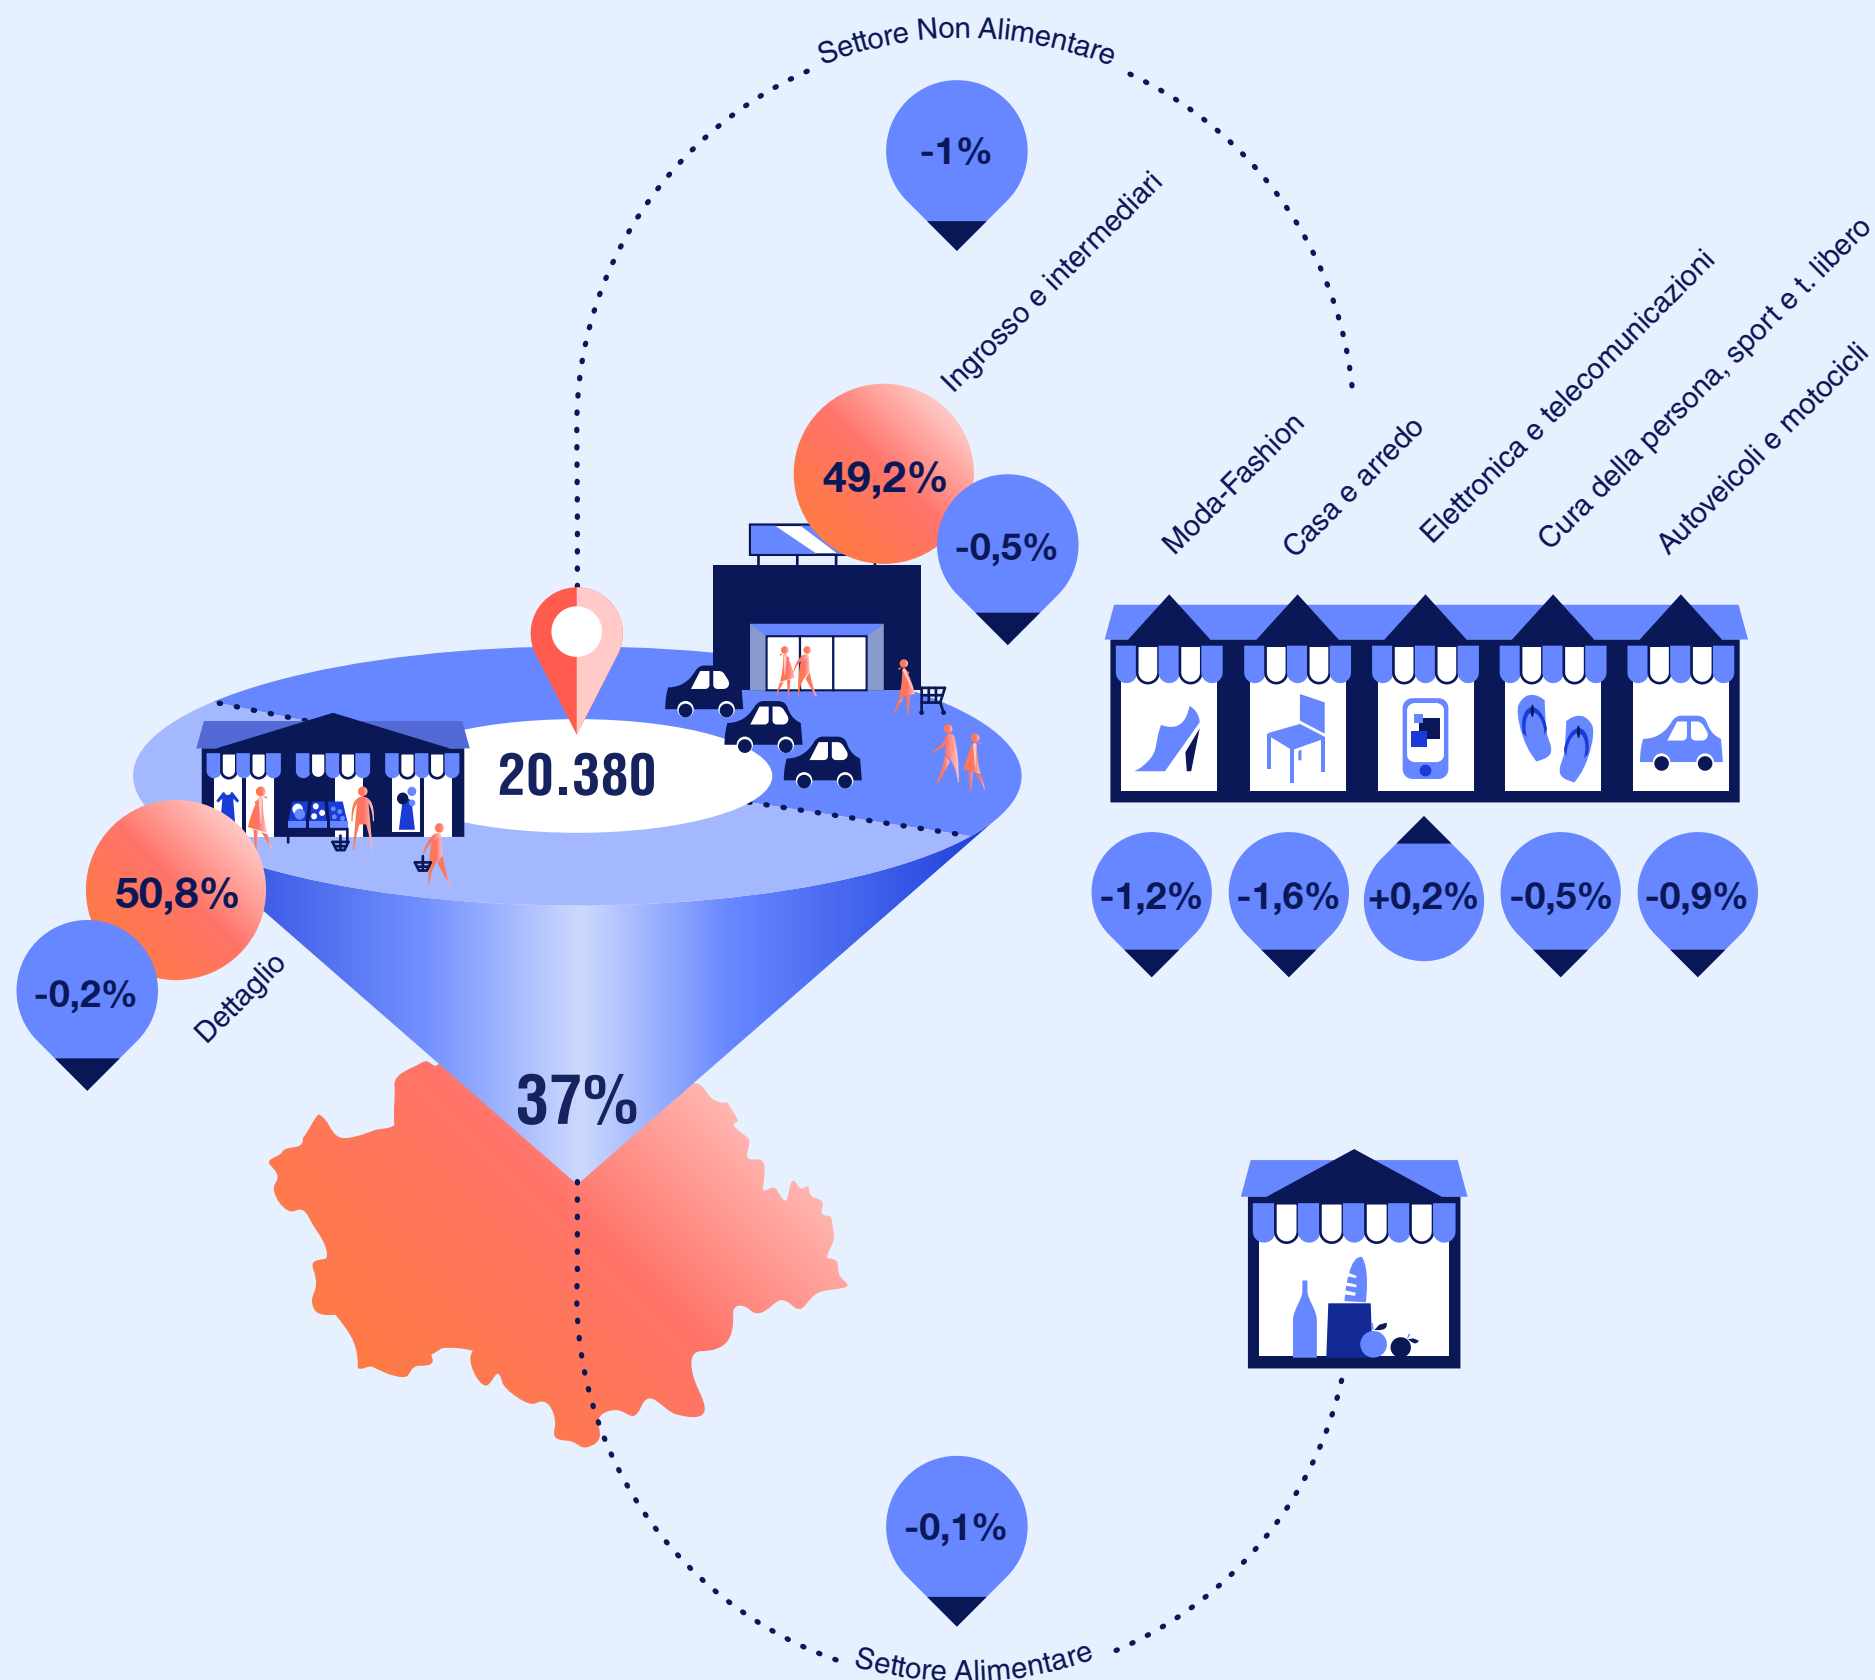 Settore Non Alimentare
-1%
Ingrosso e intermediari
49,2%
-0,5%
Moda-Fashion
Casa e arredo
Elettronica e telecomunicazioni
Cura della persona, sport e t. libero
Autoveicoli e motocicli
20.380
50,8%
-0,2%
Dettaglio
-1,2%
-1,6%
+0,2%
-0,5%
-0,9%
37%
-0,1%
Settore Alimentare